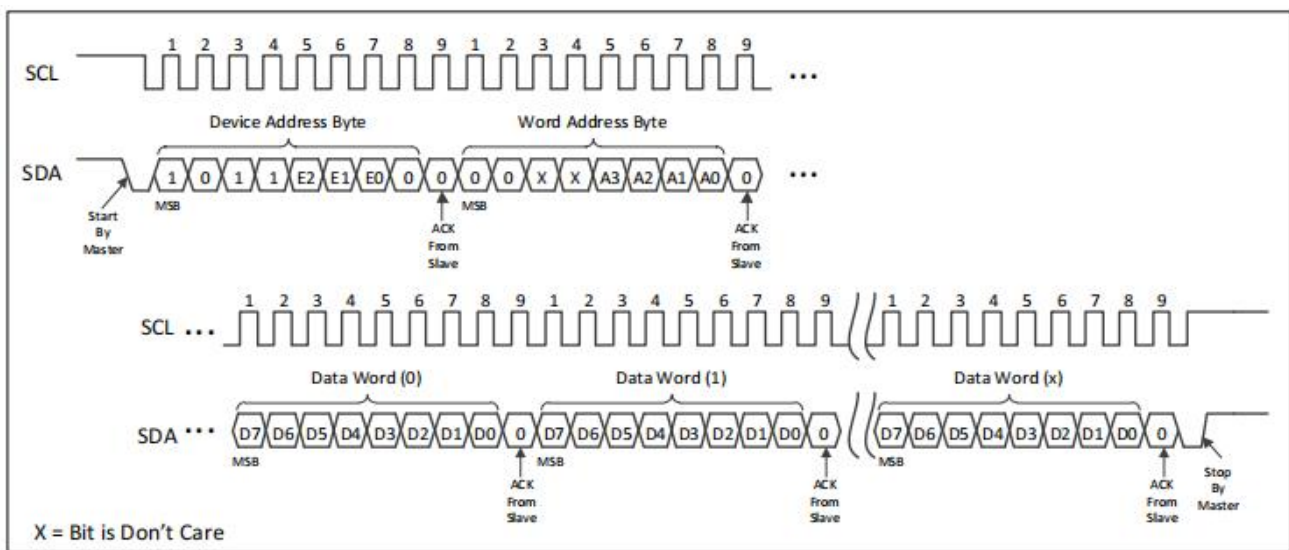 1 2 3 4 5 6 7 8 9 1 2 3 4 5 6 7 8 9
SCL ...
Device Address Byte Word Address Byte
SDA 1 0 1 1 E2 E1 E0 0 0 0 0 X X A3 A2 A1 A0 0 ...
MSB MSB
Start
By
Master
ACK
From
Slave
ACK
From
Slave
1 2 3 4 5 6 7 8 9 1 2 3 4 5 6 7 8 9 1 2 3 4 5 6 7 8 9
SCL ...
Data Word (0) Data Word (1) Data Word (x)
SDA ... D7 D6 D5 D4 D3 D2 D1 D0 0 D7 D6 D5 D4 D3 D2 D1 D0 0 D7 D6 D5 D4 D3 D2 D1 D0 0
MSB MSB MSB
ACK
From
Slave
ACK
From
Slave
ACK
From
Slave
Stop
By
Master
X = Bit is Don't Care